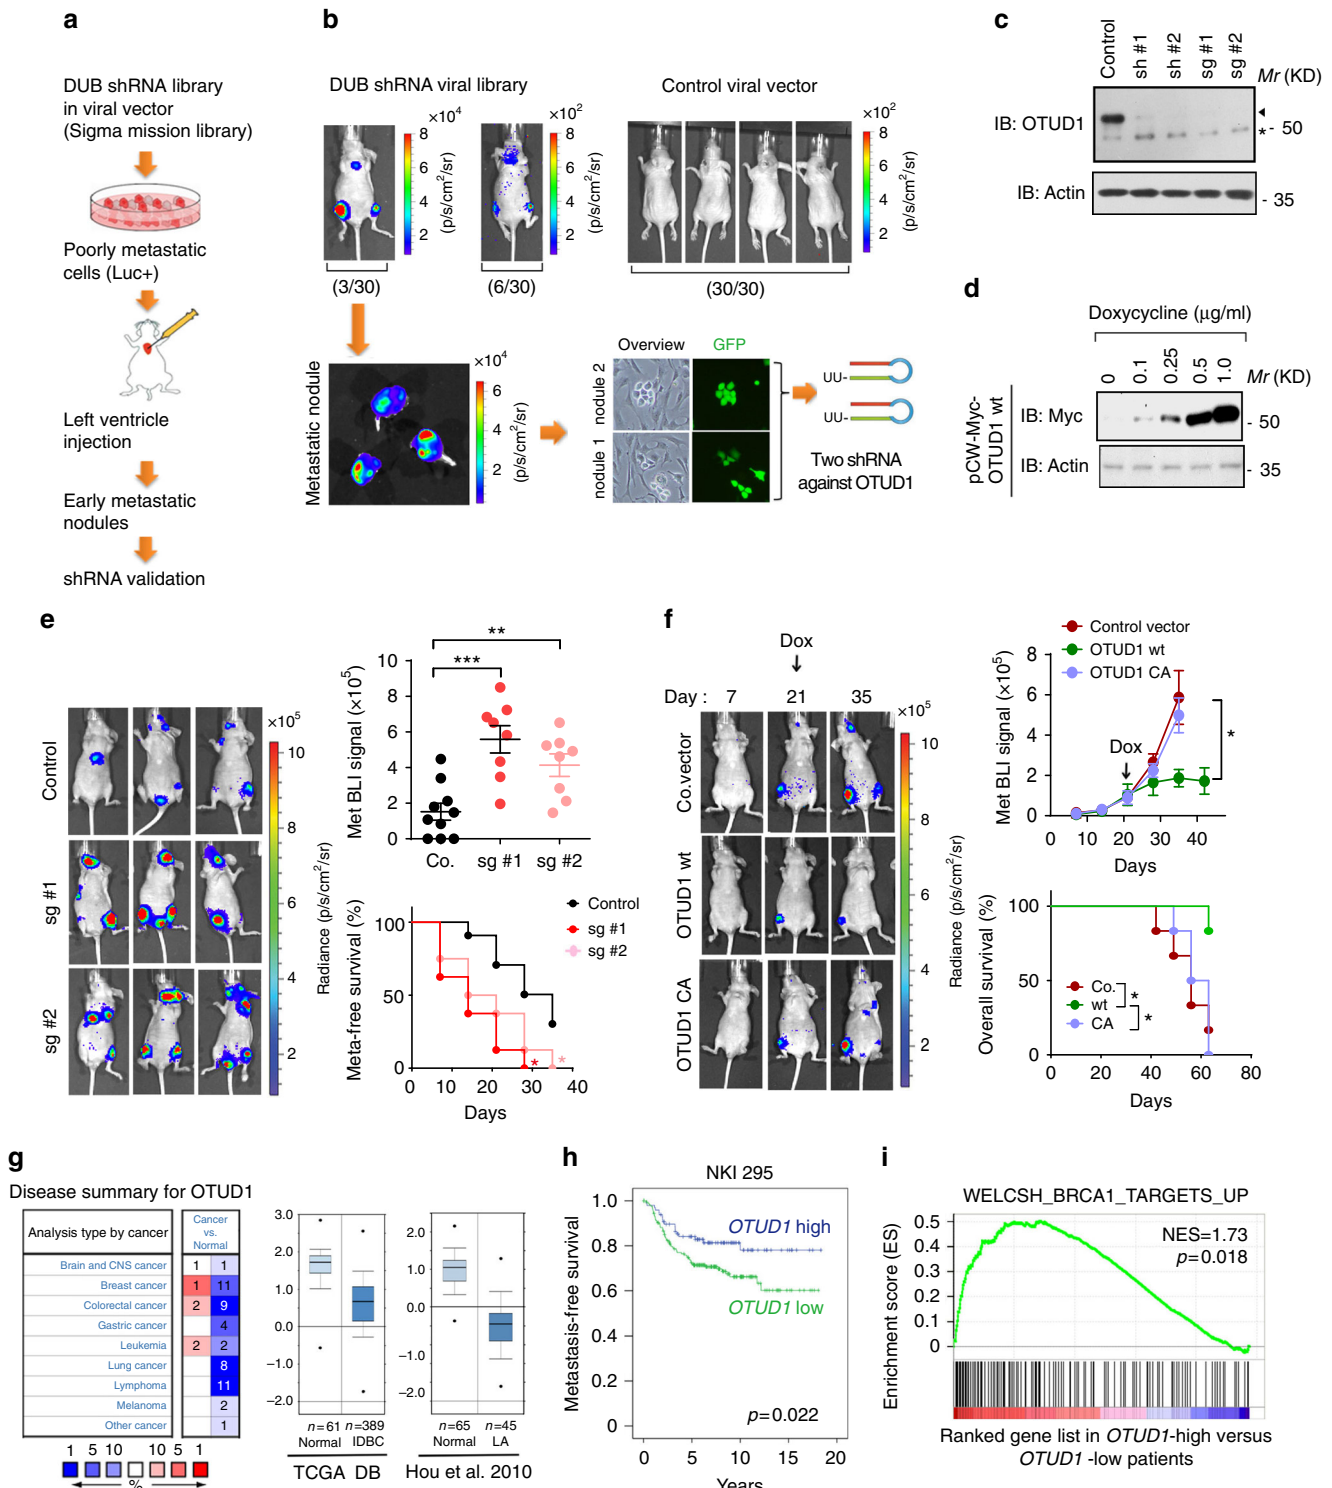 a
DUB shRNA library
in viral vector
(Sigma mission library)
Poorly metastatic
cells (Luc+)
Left ventricle
injection
Early metastatic
nodules
shRNA validation
b
DUB shRNA viral library
Control viral vector
×10⁴
8
6
4
2
(p/s/cm²/sr)
×10²
8
6
4
2
(p/s/cm²/sr)
×10²
8
6
4
2
(p/s/cm²/sr)
(3/30)
(6/30)
(30/30)
Metastatic nodule
×10⁴
6
4
2
(p/s/cm²/sr)
Overview
GFP
nodule 2
nodule 1
UU-
UU-
Two shRNA
against OTUD1
c
Control
sh #1
sh #2
sg #1
sg #2
Mr (KD)
IB: OTUD1
*- 50
IB: Actin
- 35
d
Doxycycline (μg/ml)
0
0.1
0.25
0.5
1.0
Mr (KD)
pCW-Myc-
OTUD1 wt
IB: Myc
- 50
IB: Actin
- 35
e
Control
sg #1
sg #2
×10⁵
10
8
6
4
2
Radiance (p/s/cm²/sr)
**
***
Met BLI signal (×10⁵)
10
8
6
4
2
0
Co.
sg #1
sg #2
Meta-free survival (%)
100
50
0
Control
sg #1
sg #2
*
*
0
10
20
30
40
Days
f
Dox
Day :
7
21
35
Co.vector
OTUD1 wt
OTUD1 CA
×10⁵
10
8
6
4
2
Radiance (p/s/cm²/sr)
Control vector
OTUD1 wt
OTUD1 CA
Met BLI signal (×10⁵)
8
6
4
2
0
Dox
*
0
10
20
30
40
50
Days
Overall survival (%)
100
50
0
Co.
wt
CA
*
*
0
20
40
60
80
Days
g
Disease summary for OTUD1
Analysis type by cancer
Cancer
vs.
Normal
Brain and CNS cancer 1 1
Breast cancer 1 11
Colorectal cancer 2 9
Gastric cancer 4
Leukemia 2 2
Lung cancer 8
Lymphoma 11
Melanoma 2
Other cancer 1
1 5 10 10 5 1
%
3.0
2.0
1.0
0.0
−1.0
−2.0
n=61
Normal
n=389
IDBC
TCGA DB
2.0
1.0
0.0
−1.0
−2.0
n=65
Normal
n=45
LA
Hou et al. 2010
h
NKI 295
Metastasis-free survival
1.0
0.8
0.6
0.4
0.2
0
OTUD1 high
OTUD1 low
p=0.022
0
5
10
15
20
Years
i
WELCSH_BRCA1_TARGETS_UP
Enrichment score (ES)
0.5
0.4
0.3
0.2
0.1
0
NES=1.73
p=0.018
Ranked gene list in OTUD1-high versus
OTUD1 -low patients